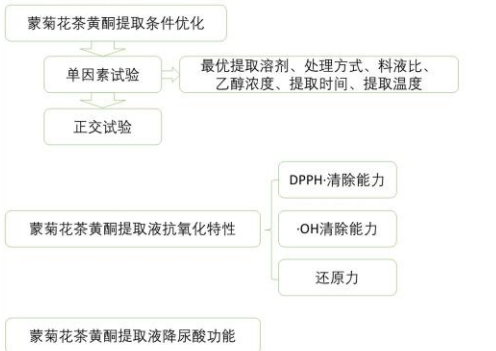 蒙菊花茶黄酮提取条件优化
单因素试验
最优提取溶剂、处理方式、料液比、
乙醇浓度、提取时间、提取温度
正交试验
DPPH·清除能力
蒙菊花茶黄酮提取液抗氧化特性
·OH清除能力
还原力
蒙菊花茶黄酮提取液降尿酸功能